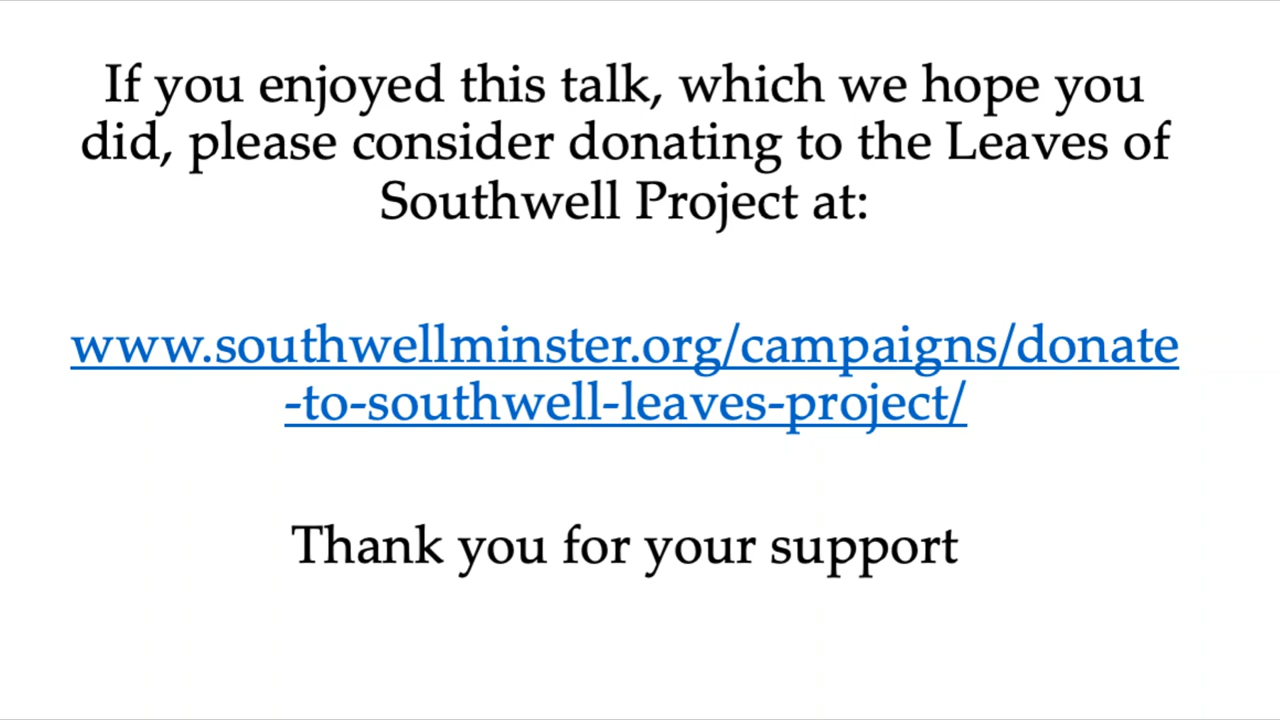 If you enjoyed this talk, which we hope you
did, please consider donating to the Leaves of
Southwell Project at:
www.southwellminster.org/campaigns/donate
-to-southwell-leaves-project/
Thank you for your support